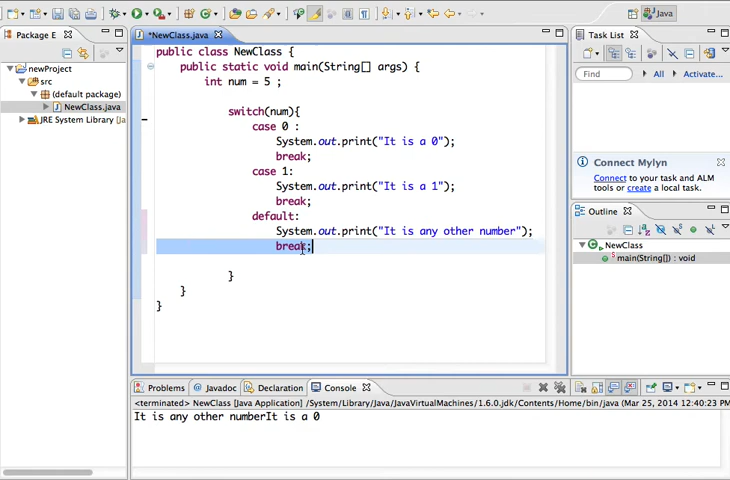 Java
Package E
*NewClass.java
newProject
src
(default package)
NewClass.java
JRE System Library [
public class NewClass {
public static void main(String[] args) {
int num = 5 ;
switch(num){
case 0 :
System.out.print("It is a 0");
break;
case 1:
System.out.print("It is a 1");
break;
default:
System.out.print("It is any other number");
break;
}
}
}
Task List
Find
All
Activate...
Connect Mylyn
Connect to your task and ALM
tools or create a local task.
Outline
NewClass
main(String[]) : void
Problems
Javadoc
Declaration
Console
<terminated> NewClass [Java Application] /System/Library/Java/JavaVirtualMachines/1.6.0.jdk/Contents/Home/bin/java (Mar 25, 2014 12:40:23
It is any other numberIt is a 0